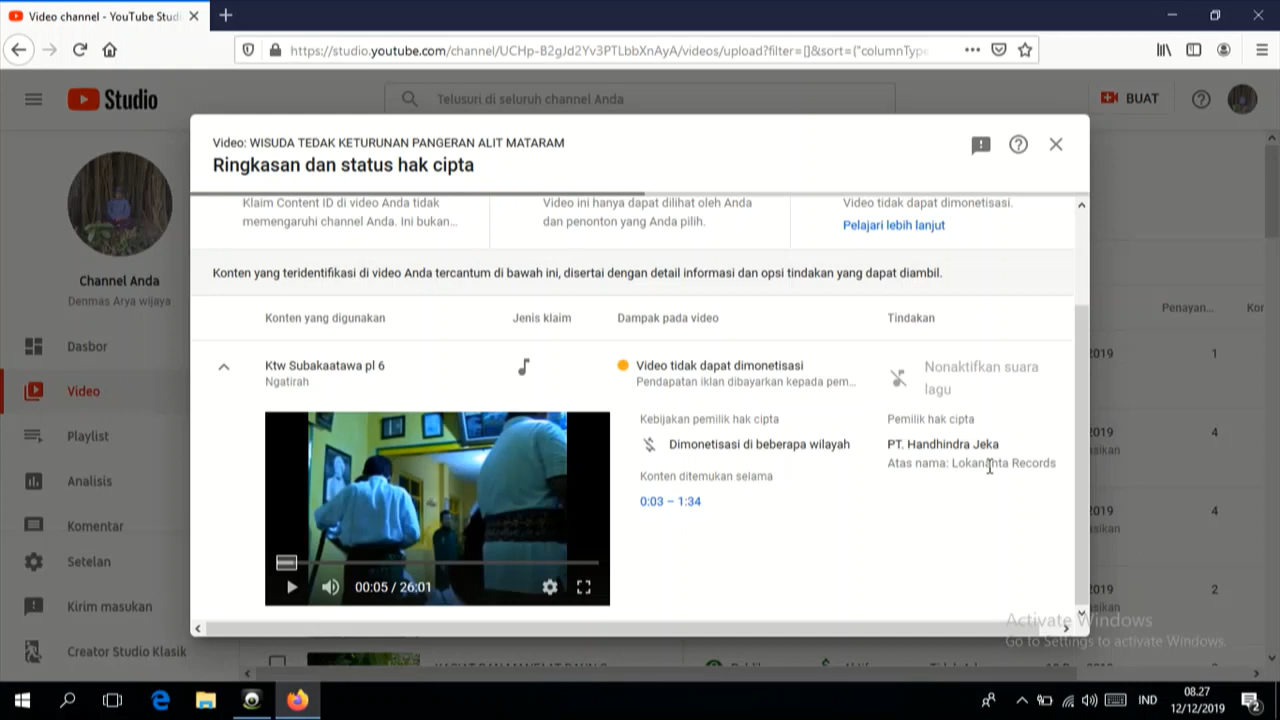 Video channel - YouTube Studi
https://studio.youtube.com/channel/UCHp-B2gJd2Yv3PTLbbXnAyA/videos/upload?filter=[]&sort={"columnType
Studio
Telusuri di seluruh channel Anda
BUAT
Channel Anda
Denmas Arya wijaya
Dasbor
Video
Playlist
Analisis
Komentar
Setelan
Kirim masukan
Creator Studio Klasik
Video: WISUDA TEDAK KETURUNAN PANGERAN ALIT MATARAM
Ringkasan dan status hak cipta
Klaim Content ID di video Anda tidak
memengaruhi channel Anda. Ini bukan...
Video ini hanya dapat dilihat oleh Anda
dan penonton yang Anda pilih.
Video tidak dapat dimonetisasi.
Pelajari lebih lanjut
Konten yang teridentifikasi di video Anda tercantum di bawah ini, disertai dengan detail informasi dan opsi tindakan yang dapat diambil.
Konten yang digunakan
Jenis klaim
Dampak pada video
Tindakan
Ktw Subakaatawa pl 6
Ngatirah
Video tidak dapat dimonetisasi
Pendapatan iklan dibayarkan kepada pem...
Nonaktifkan suara
lagu
Kebijakan pemilik hak cipta
Dimonetisasi di beberapa wilayah
Konten ditemukan selama
0:03 – 1:34
Pemilik hak cipta
PT. Handhindra Jeka
Atas nama: Lokananta Records
00:05 / 26:01
Penayan...
Kor
2019
1
2019
4
sikan
2019
4
sikan
2019
2
sikan
Activate Windows
Go to Settings to activate Windows.
IND
08.27
12/12/2019
2